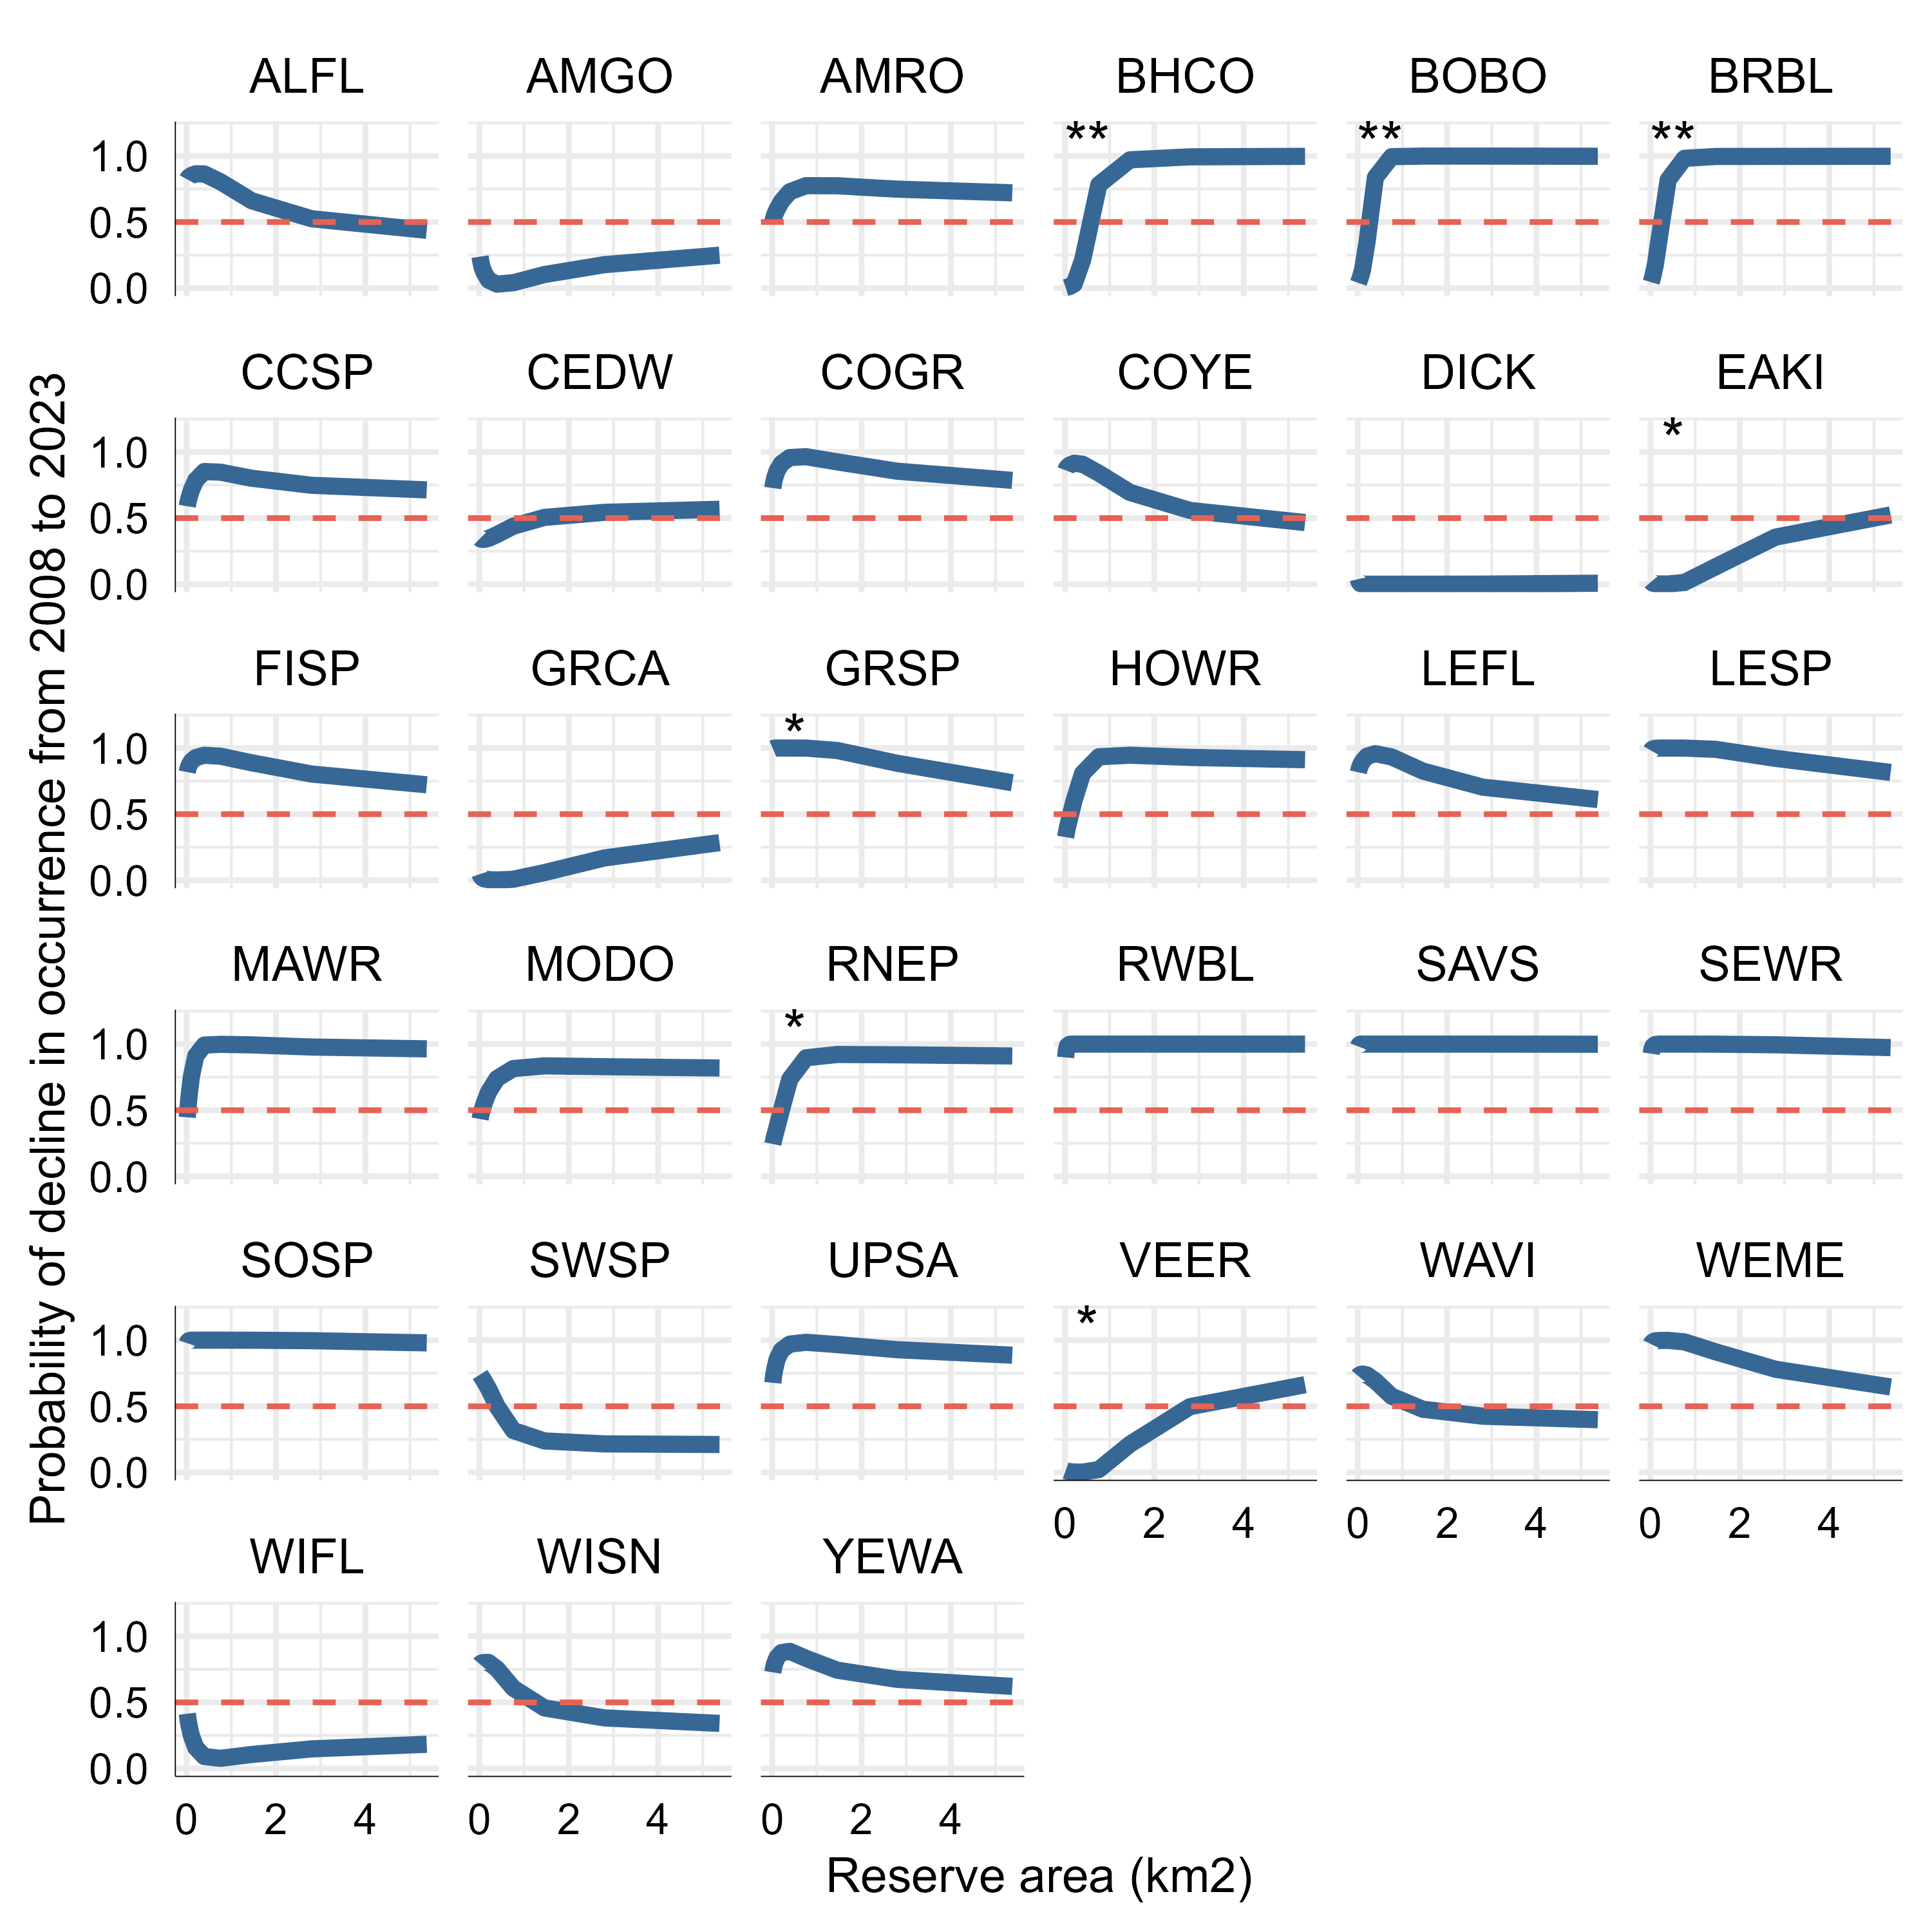 ALFL AMGO AMRO BHCO BOBO BRBL
** ** **
1.0
0.5
0.0
CCSP CEDW COGR COYE DICK EAKI
*
1.0
0.5
0.0
FISP GRCA GRSP HOWR LEFL LESP
*
1.0
0.5
0.0
MAWR MODO RNEP RWBL SAVS SEWR
*
1.0
0.5
0.0
SOSP SWSP UPSA VEER WAVI WEME
*
1.0
0.5
0.0
0 2 4 0 2 4 0 2 4
WIFL WISN YEWA
1.0
0.5
0.0
0 2 4 0 2 4 0 2 4
Reserve area (km2)
Probability of decline in occurrence from 2008 to 2023